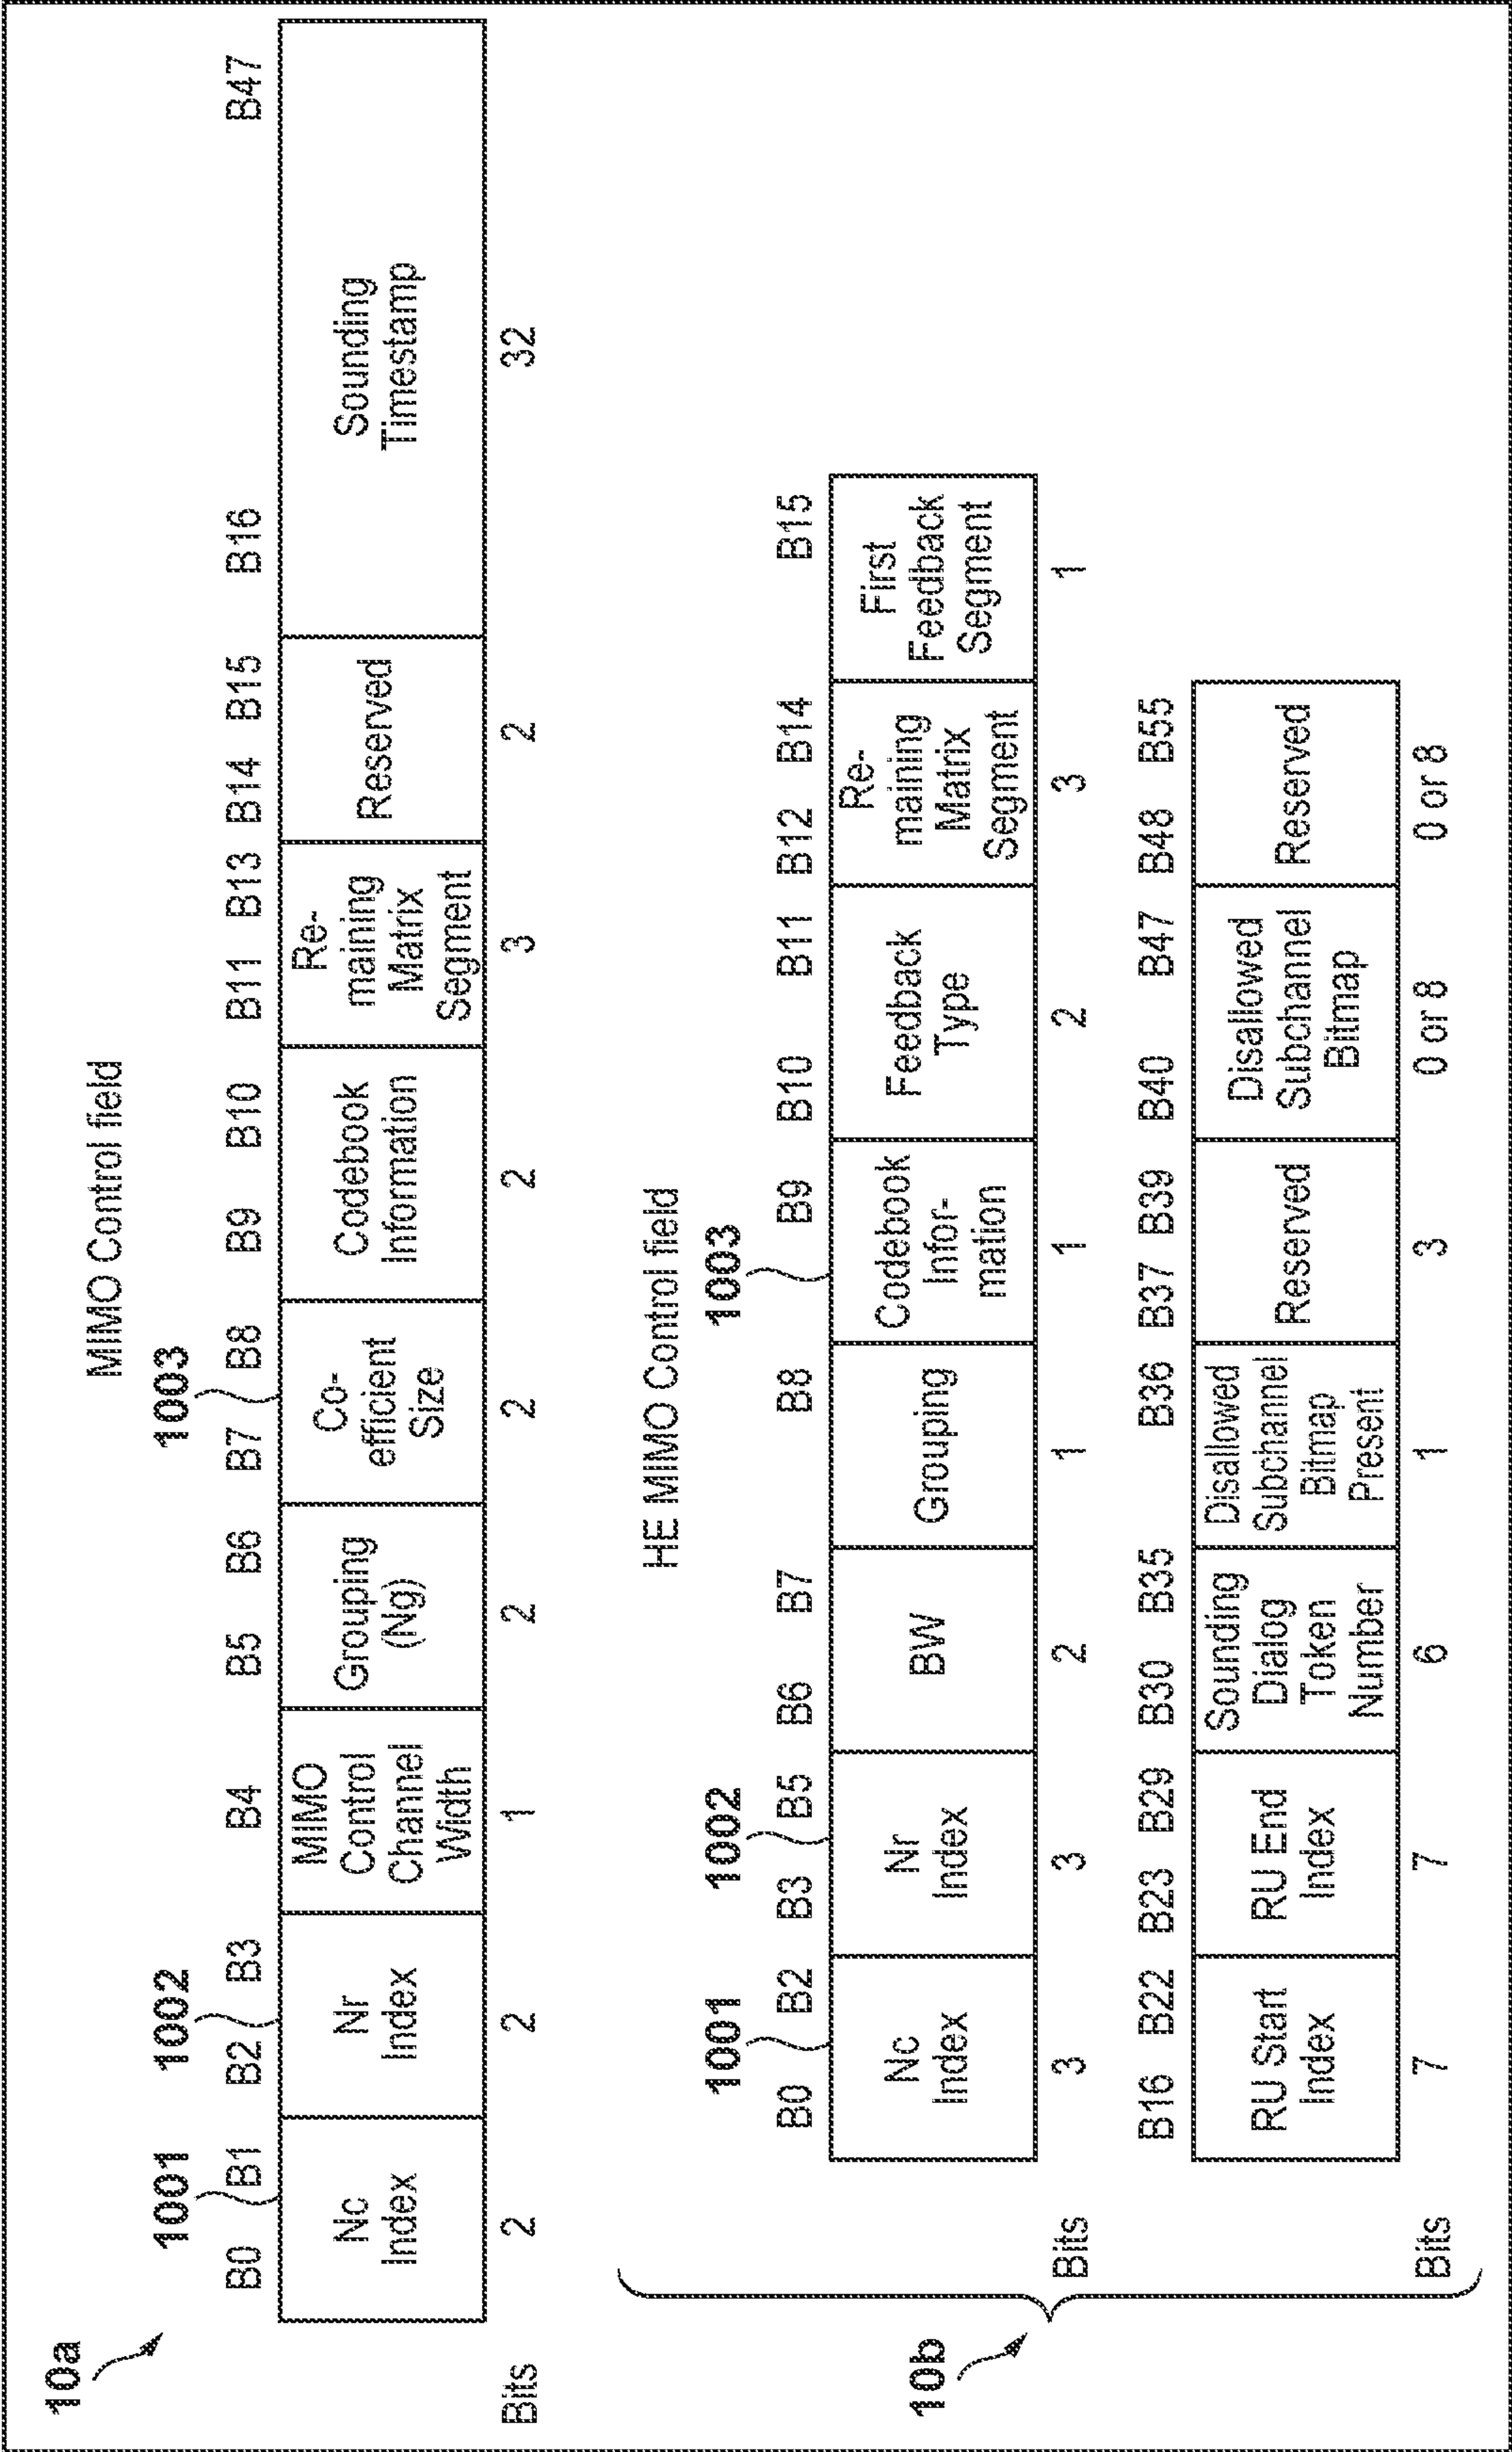 10a
MIMO Control field
1001
1002
1003
B0 B1 B2 B3 B4 B5 B6 B7 B8 B9 B10 B11 B13 B14 B15 B16 B47
Nc
Index
Nr
Index
MIMO
Control
Channel
Width
Grouping
(Ng)
Co-
efficient
Size
Codebook
Information
Re-
maining
Matrix
Segment
Reserved
Sounding
Timestamp
Bits 2 2 1 2 2 2 3 2 32
10b
HE MIMO Control field
1001
1002
1003
B0 B2 B3 B5 B6 B7 B8 B9 B10 B11 B12 B14 B15
Nc
Index
Nr
Index
BW
Grouping
Codebook
Infor-
mation
Feedback
Type
Re-
maining
Matrix
Segment
First
Feedback
Segment
Bits 3 3 2 1 1 2 3 1
B16 B22 B23 B29 B30 B35 B36 B37 B39 B40 B47 B48 B55
RU Start
Index
RU End
Index
Sounding
Dialog
Token
Number
Disallowed
Subchannel
Bitmap
Present
Reserved
Disallowed
Subchannel
Bitmap
Reserved
Bits 7 7 6 1 3 0 or 8 0 or 8